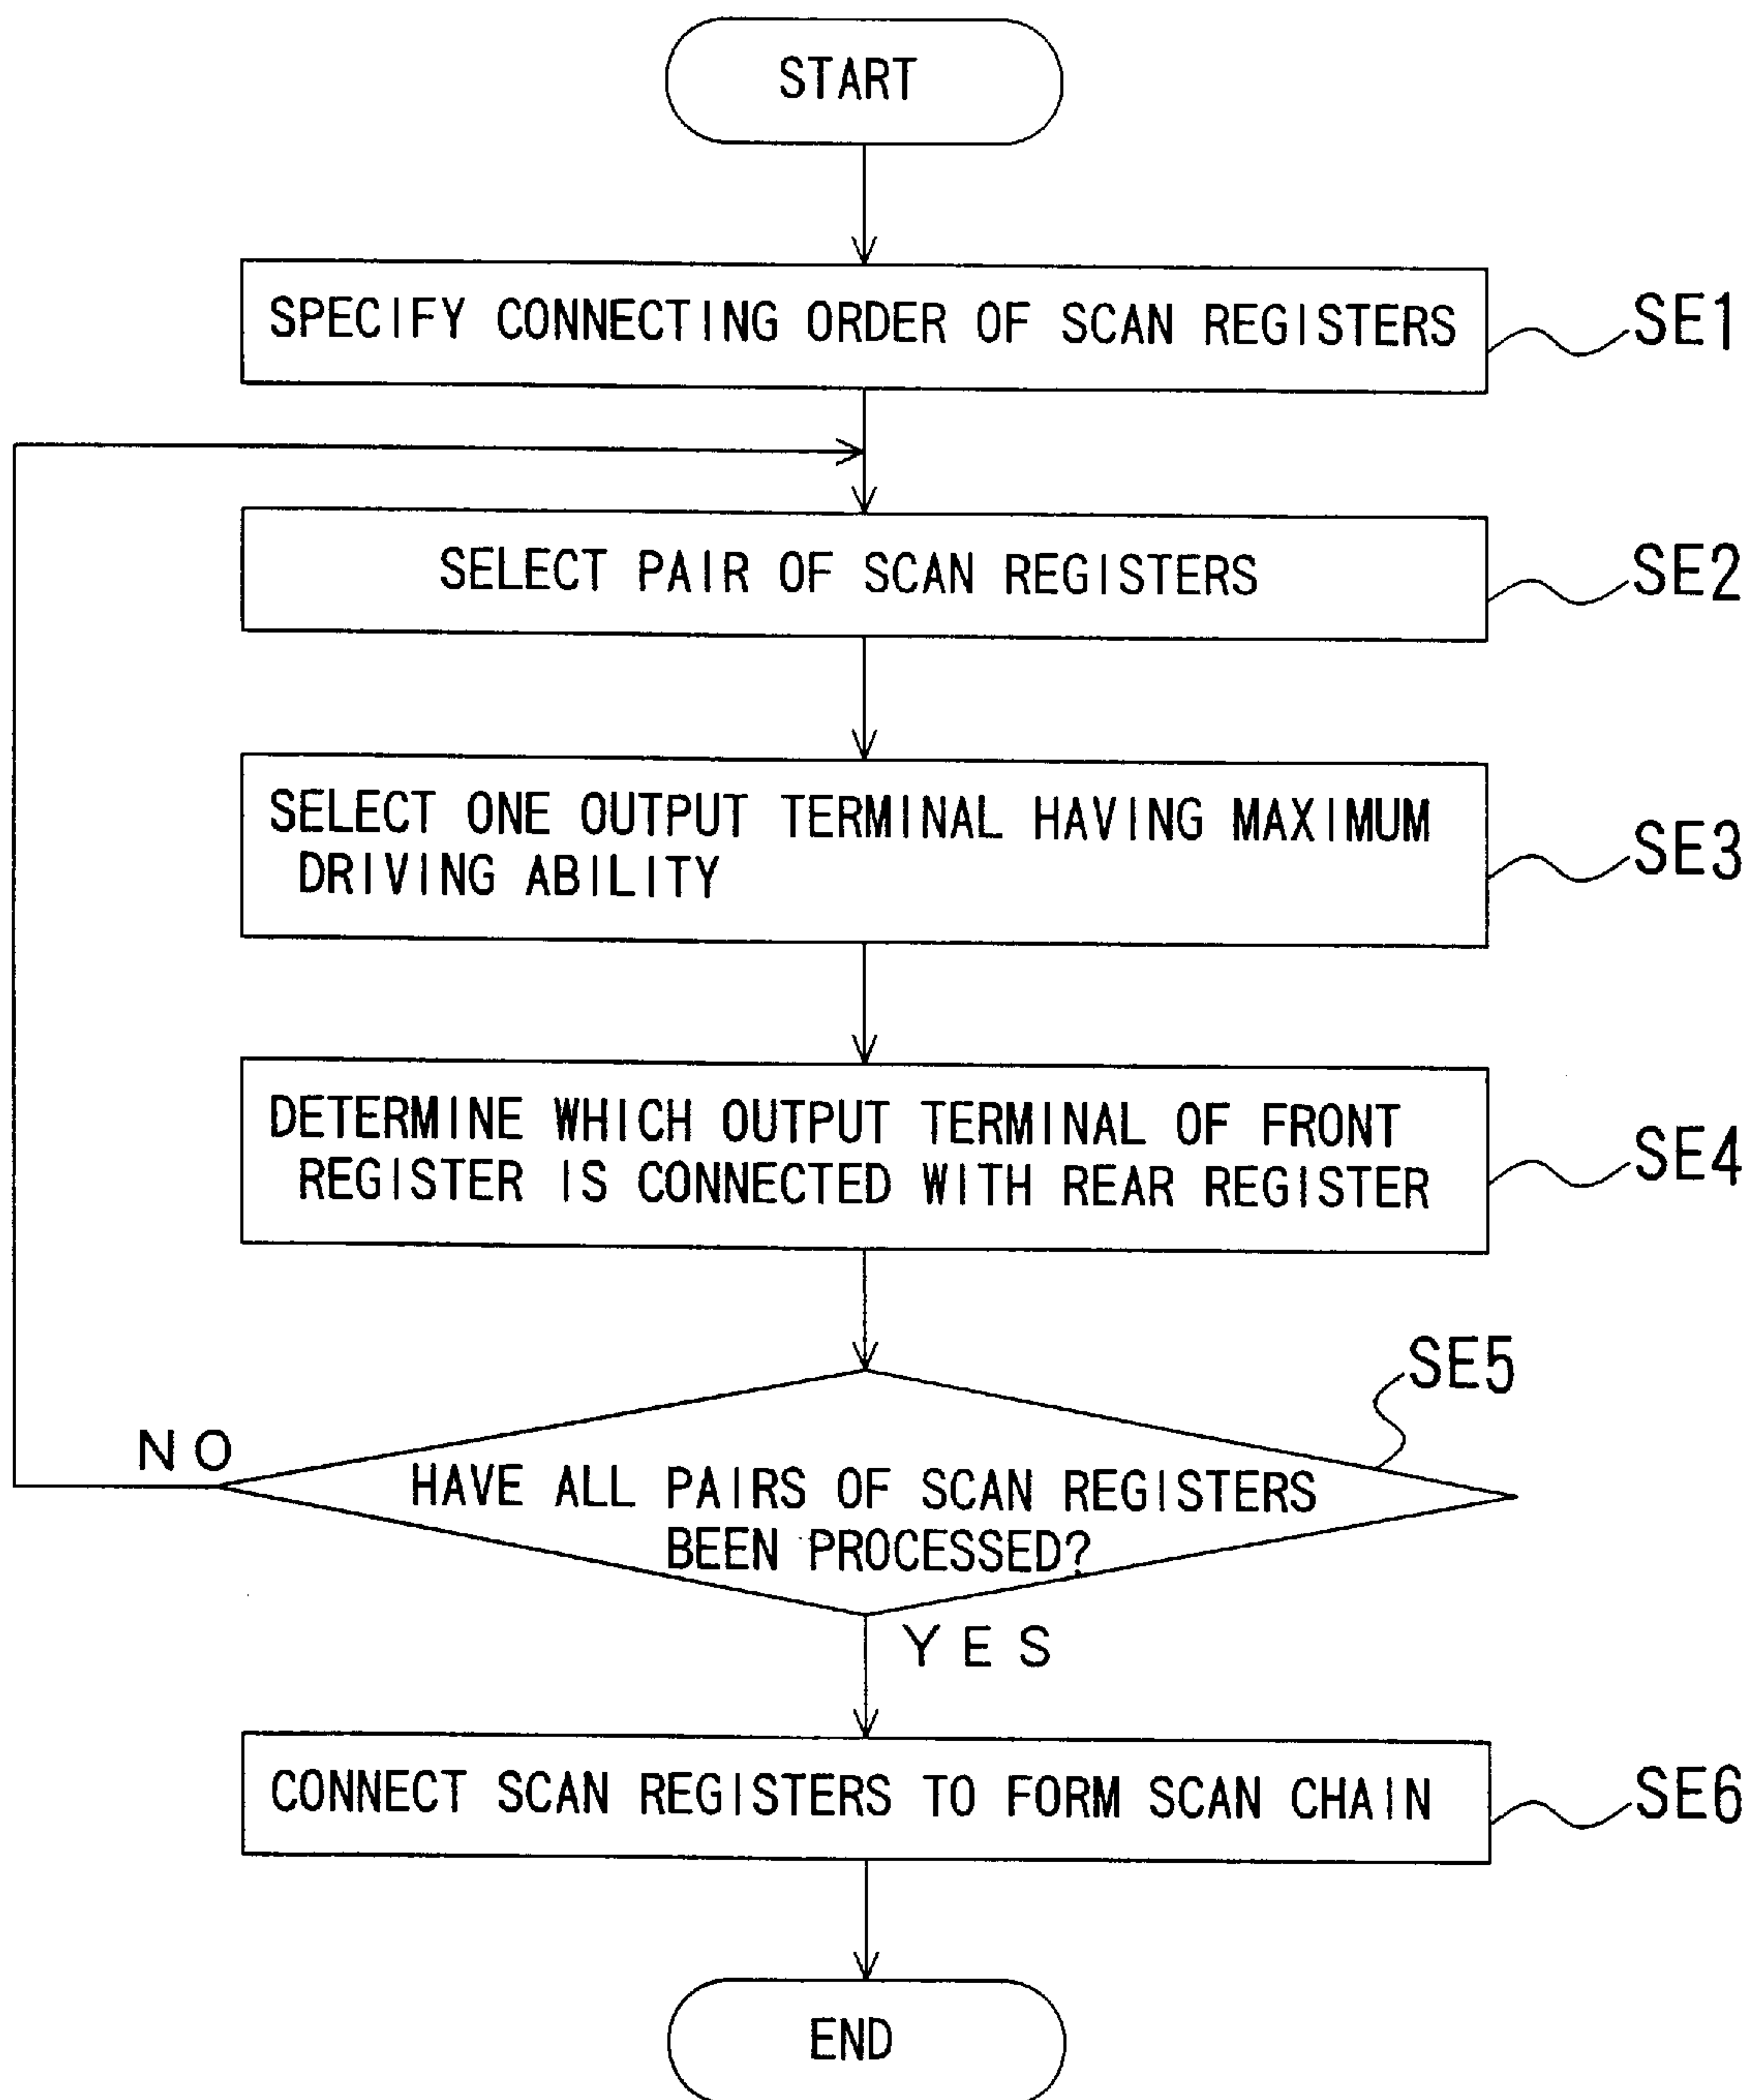 START
SPECIFY CONNECTING ORDER OF SCAN REGISTERS
SE1
SELECT PAIR OF SCAN REGISTERS
SE2
SELECT ONE OUTPUT TERMINAL HAVING MAXIMUM
DRIVING ABILITY
SE3
DETERMINE WHICH OUTPUT TERMINAL OF FRONT
REGISTER IS CONNECTED WITH REAR REGISTER
SE4
SE5
NO
HAVE ALL PAIRS OF SCAN REGISTERS
BEEN PROCESSED?
YES
CONNECT SCAN REGISTERS TO FORM SCAN CHAIN
SE6
END